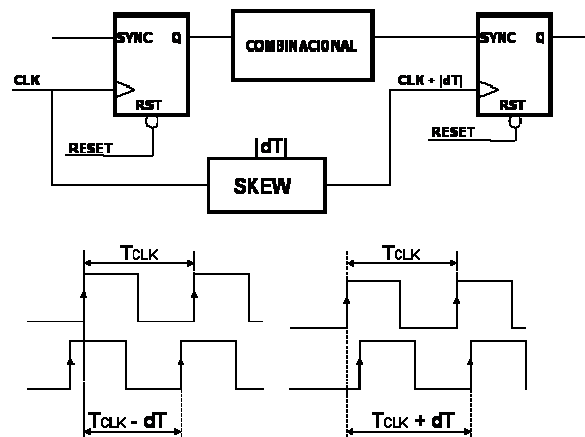 SYNC Q
COMBINACIONAL
SYNC Q
CLK
CLK + |dT|
RST
RST
RESET
RESET
|dT|
SKEW
TCLK
TCLK
TCLK - dT
TCLK + dT